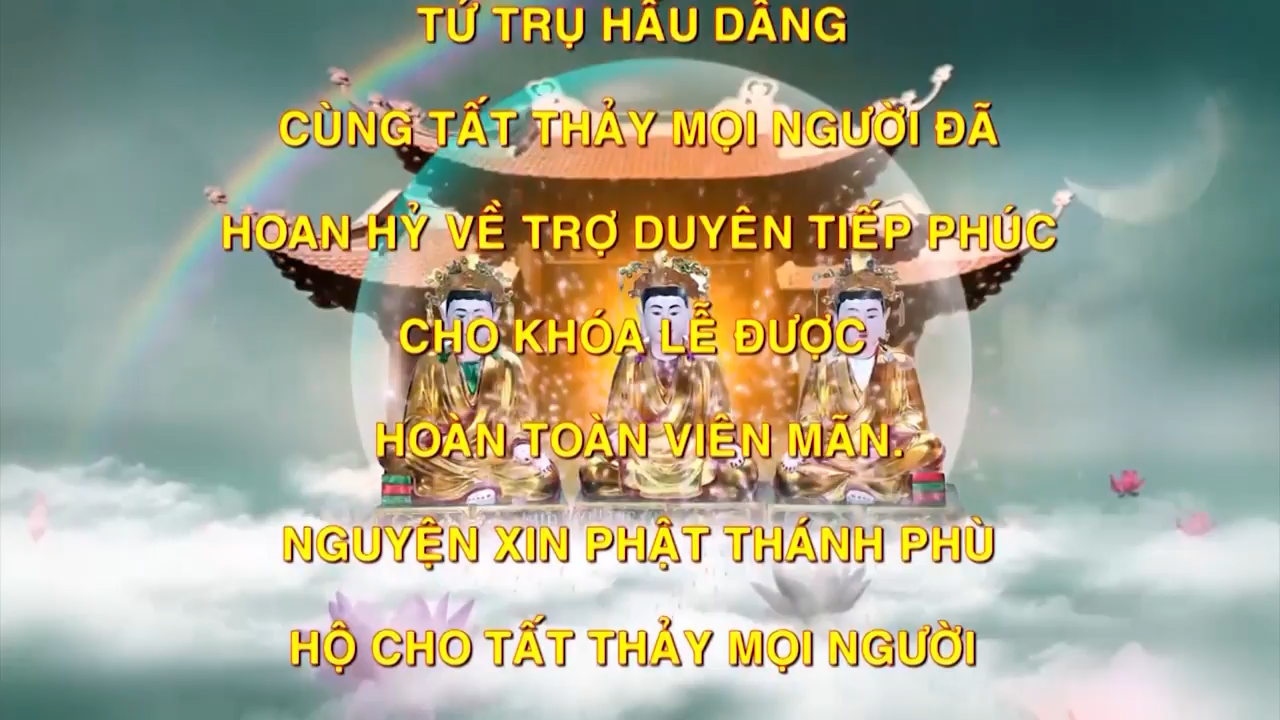 TỨ TRỤ HẦU DÂNG
CÙNG TẤT THẢY MỌI NGƯỜI ĐÃ
HOAN HỶ VỀ TRỢ DUYÊN TIẾP PHÚC
CHO KHÓA LỄ ĐƯỢC
HOÀN TOÀN VIÊN MÃN.
NGUYỆN XIN PHẬT THÁNH PHÙ
HỘ CHO TẤT THẢY MỌI NGƯỜI